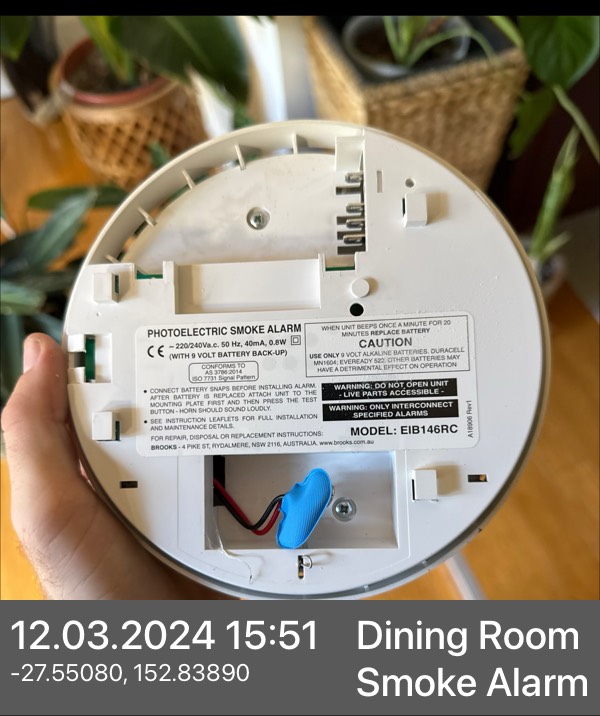 PHOTOELECTRIC SMOKE ALARM
CE ~ 220/240Va.c. 50 Hz, 40mA, 0.8W
(WITH 9 VOLT BATTERY BACK-UP)
CONFORMS TO
AS 3786:2014
ISO 7731 Signal Pattern
• CONNECT BATTERY SNAPS BEFORE INSTALLING ALARM.
AFTER BATTERY IS REPLACED ATTACH UNIT TO THE
MOUNTING PLATE FIRST AND THEN PRESS THE TEST
BUTTON - HORN SHOULD SOUND LOUDLY.
• SEE INSTRUCTION LEAFLETS FOR FULL INSTALLATION
AND MAINTENANCE DETAILS.
WHEN UNIT BEEPS ONCE A MINUTE FOR 20
MINUTES REPLACE BATTERY
CAUTION
USE ONLY 9 VOLT ALKALINE BATTERIES. DURACELL
MN1604; EVEREADY 522. OTHER BATTERIES MAY
HAVE A DETRIMENTAL EFFECT ON OPERATION
WARNING: DO NOT OPEN UNIT
- LIVE PARTS ACCESSIBLE -
WARNING: ONLY INTERCONNECT
SPECIFIED ALARMS
MODEL: EIB146RC
A18906 Rev1
FOR REPAIR, DISPOSAL OR REPLACEMENT INSTRUCTIONS:
BROOKS - 4 PIKE ST, RYDALMERE, NSW 2116, AUSTRALIA. www.brooks.com.au
12.03.2024 15:51
-27.55080, 152.83890
Dining Room
Smoke Alarm